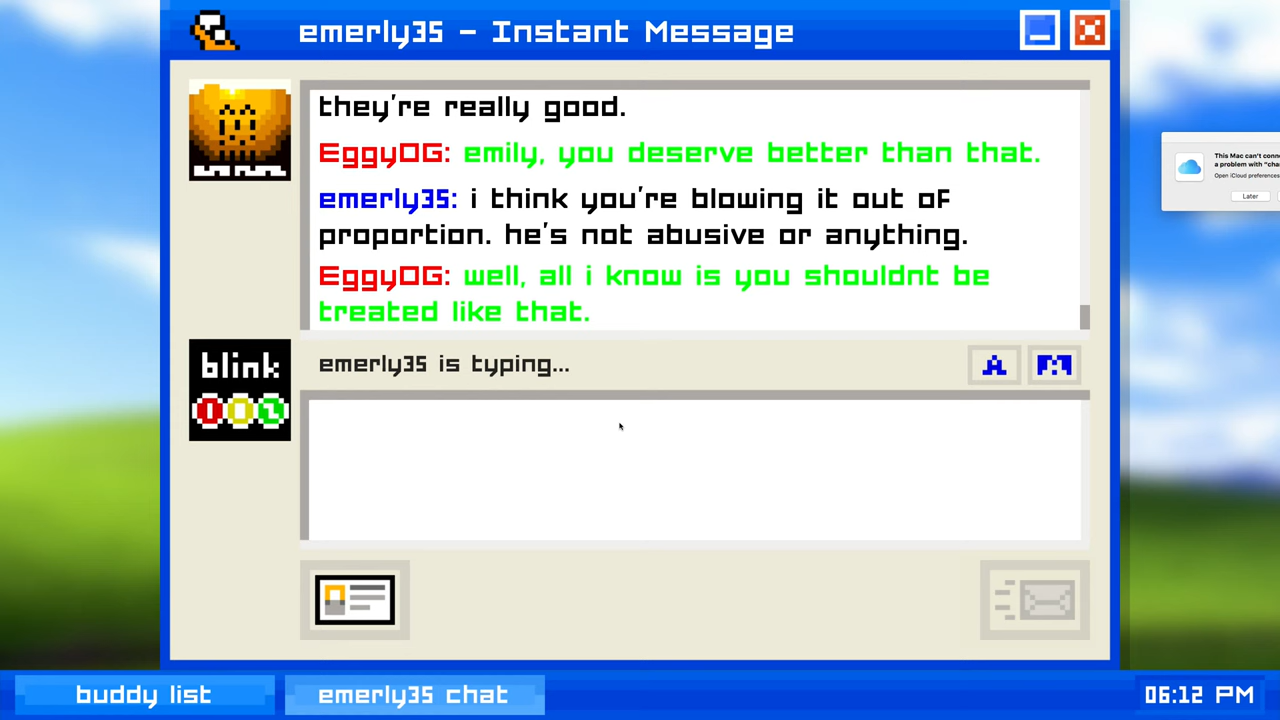 emerly35 - Instant Message
they're really good.
EggyOG: emily, you deserve better than that.
emerly35: i think you're blowing it out of
proportion. he's not abusive or anything.
EggyOG: well, all i know is you shouldnt be
treated like that.
blink
182
emerly35 is typing...
A
This Mac can't conn
a problem with "cha
Open iCloud preferences
Later
buddy list
emerly35 chat
06:12 PM